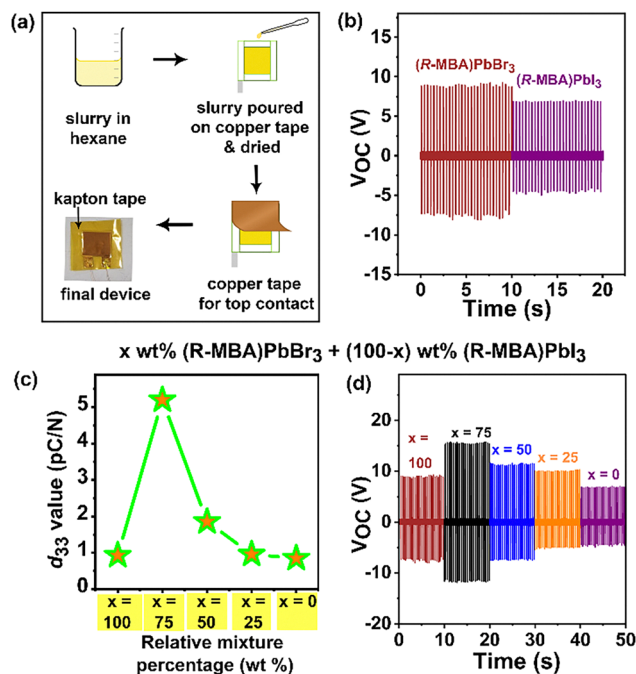 (a)
slurry in
hexane
slurry poured
on copper tape
& dried
kapton tape
final device
copper tape
for top contact
(b)
(R-MBA)PbBr3
(R-MBA)PbI3
VOC (V)
15
10
5
0
-5
-10
-15
0 5 10 15 20
Time (s)
x wt% (R-MBA)PbBr3 + (100-x) wt% (R-MBA)PbI3
(c)
d33 value (pC/N)
5
4
3
2
1
0
x = x = x = x = x = 0
100 75 50 25
Relative mixture
percentage (wt %)
(d)
x =
100
x = 75
x = 50
x = 25
x = 0
VOC (V)
20
10
0
-10
-20
0 10 20 30 40 50
Time (s)